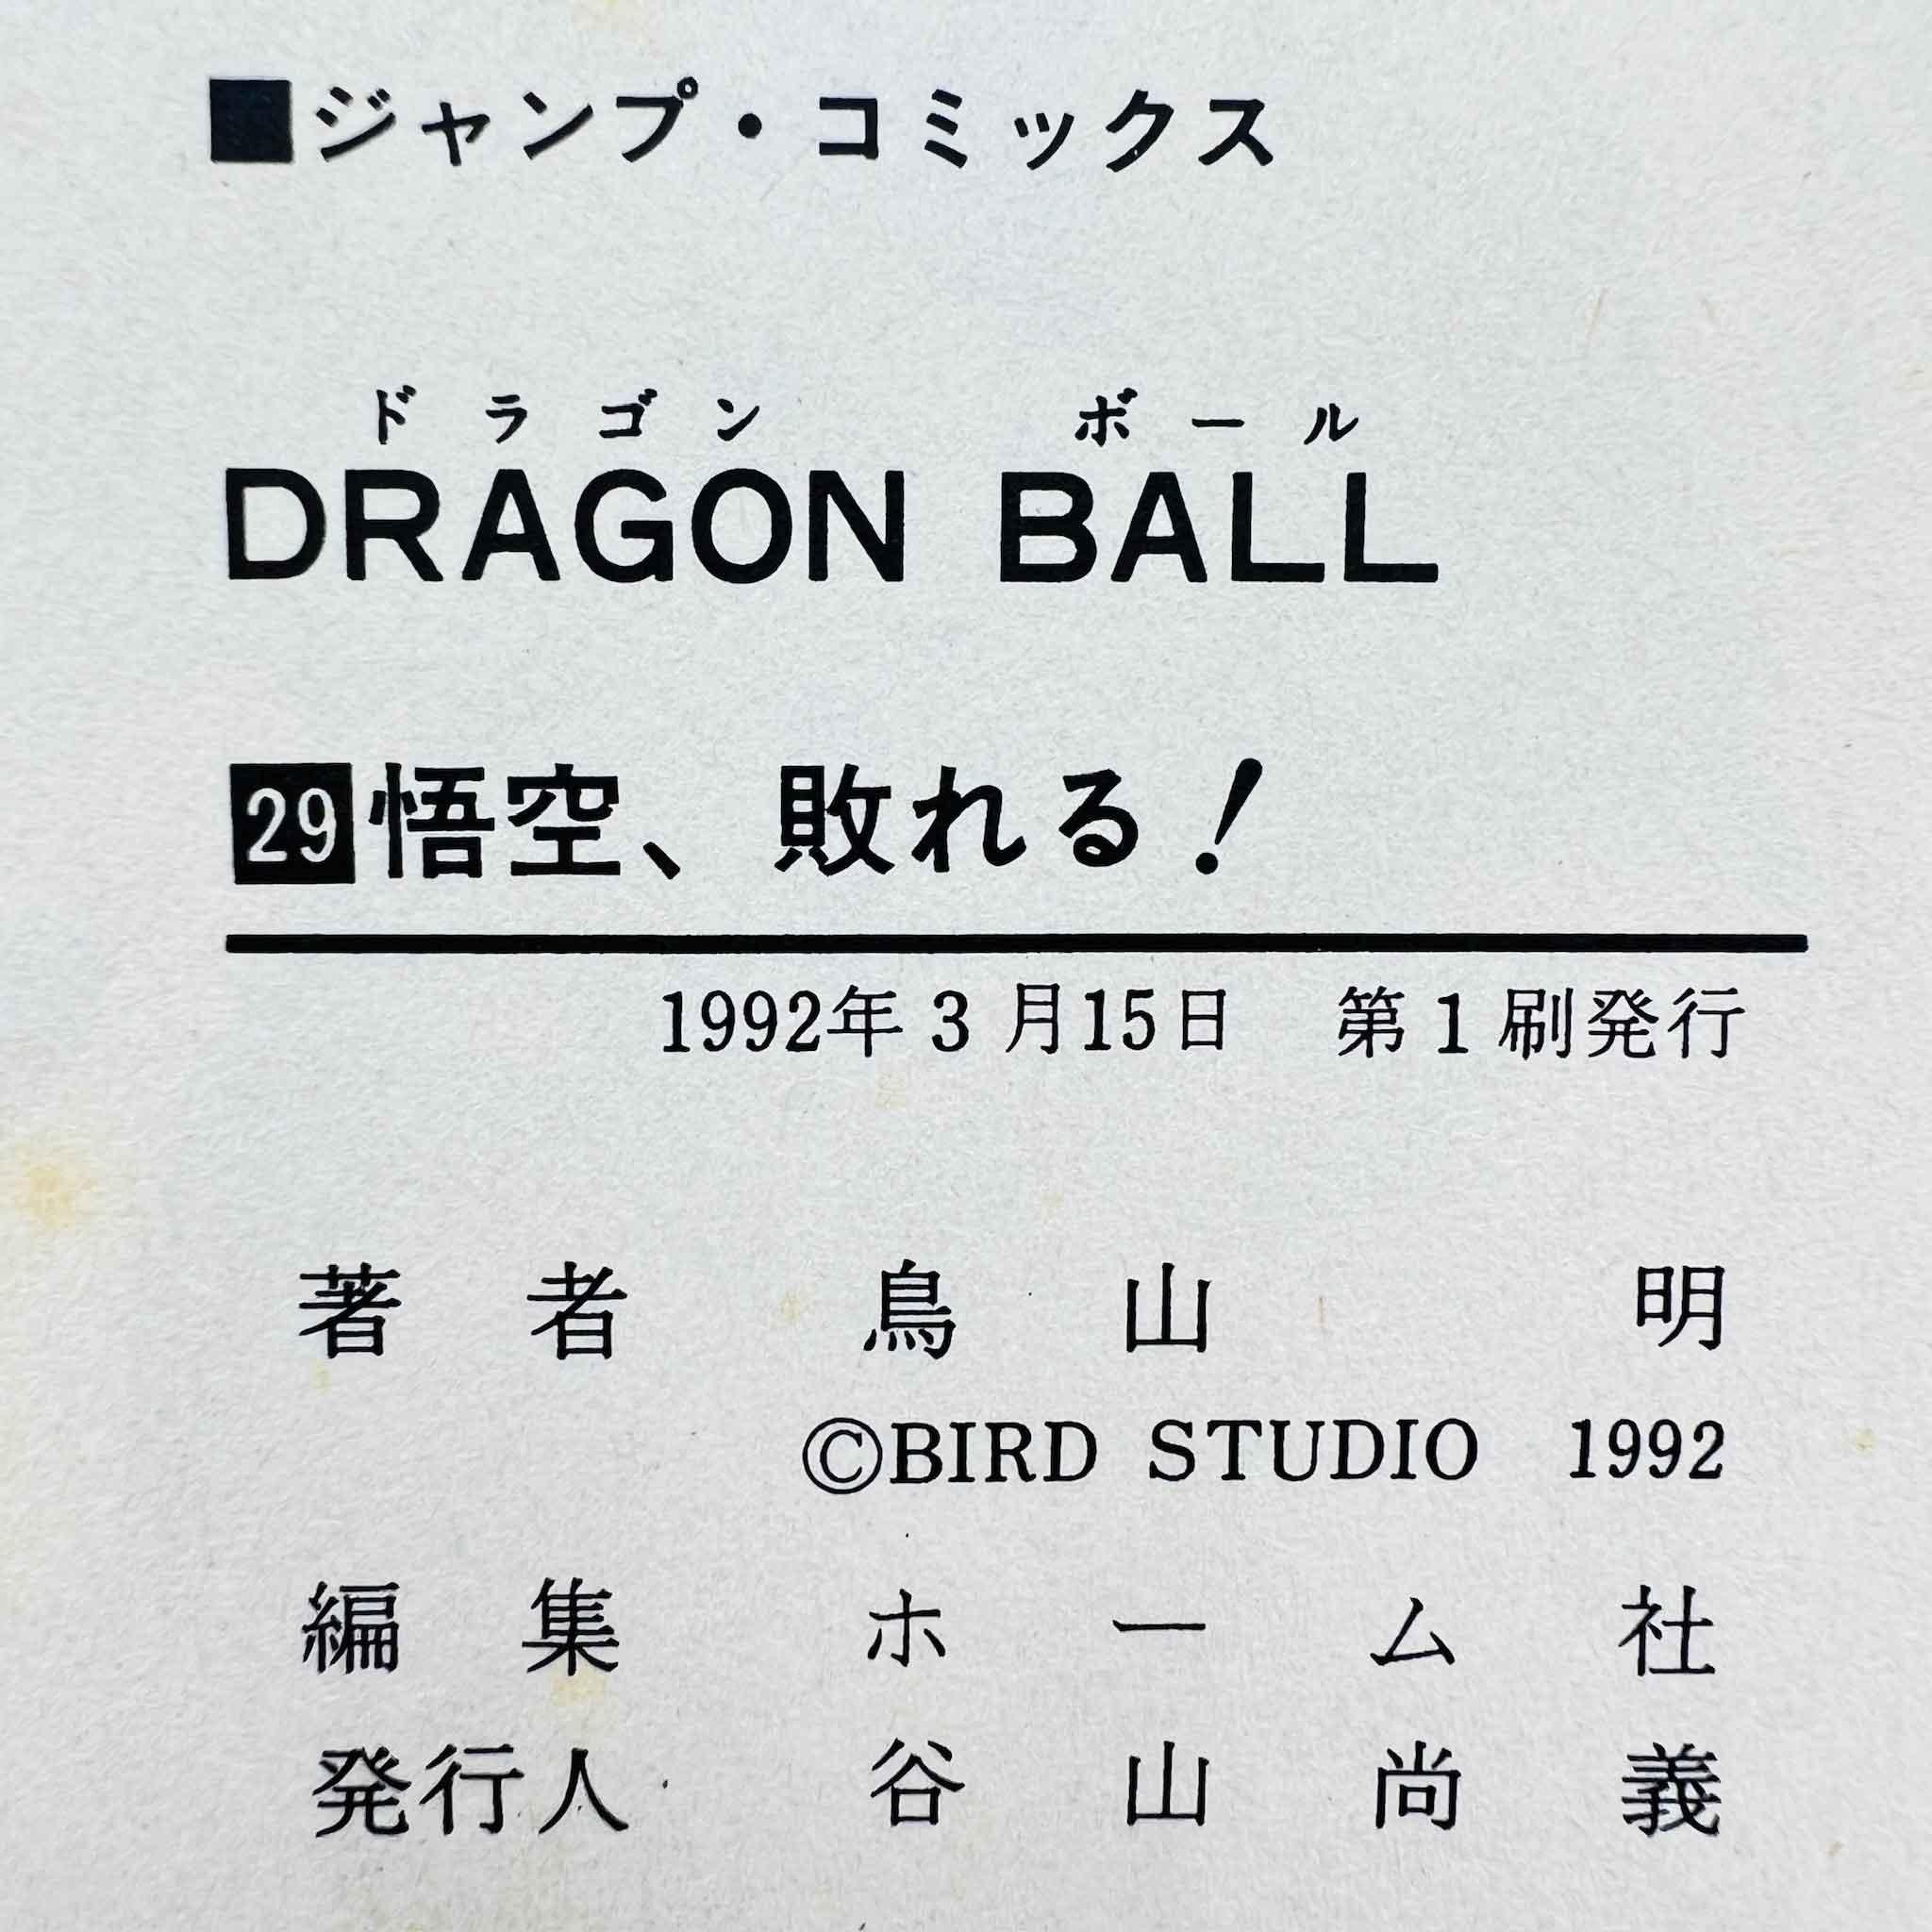 ■ジャンプ・コミックス
ドラゴン ボール
DRAGON BALL
29悟空、敗れる!
1992年3月15日 第1刷発行
著者 鳥山 明
©BIRD STUDIO 1992
編集 ホーム社
発行人 谷山尚義